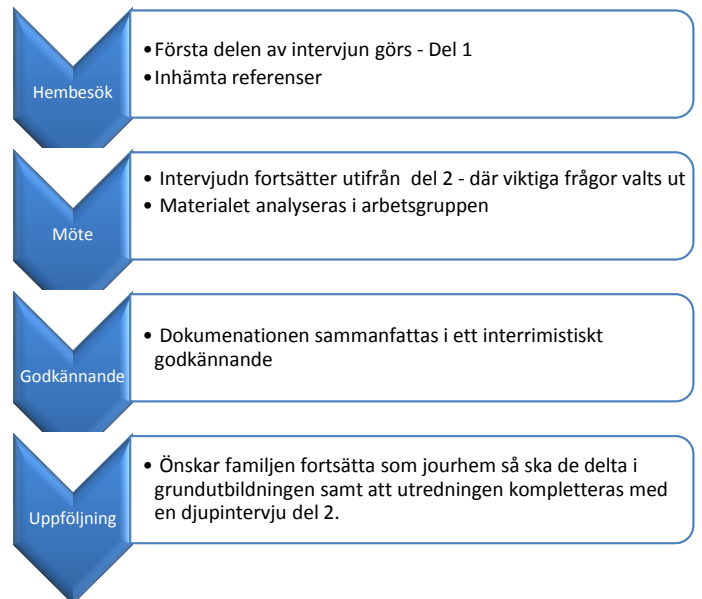 Hembesök
•Första delen av intervjun görs - Del 1
•Inhämta referenser
Möte
• Intervjudn fortsätter utifrån  del 2 - där viktiga frågor valts ut
• Materialet analyseras i arbetsgruppen
Godkännande
• Dokumenationen sammanfattas i ett interrimistiskt
godkännande
Uppföljning
• Önskar familjen fortsätta som jourhem så ska de delta i
grundutbildningen samt att utredningen kompletteras med
en djupintervju del 2.